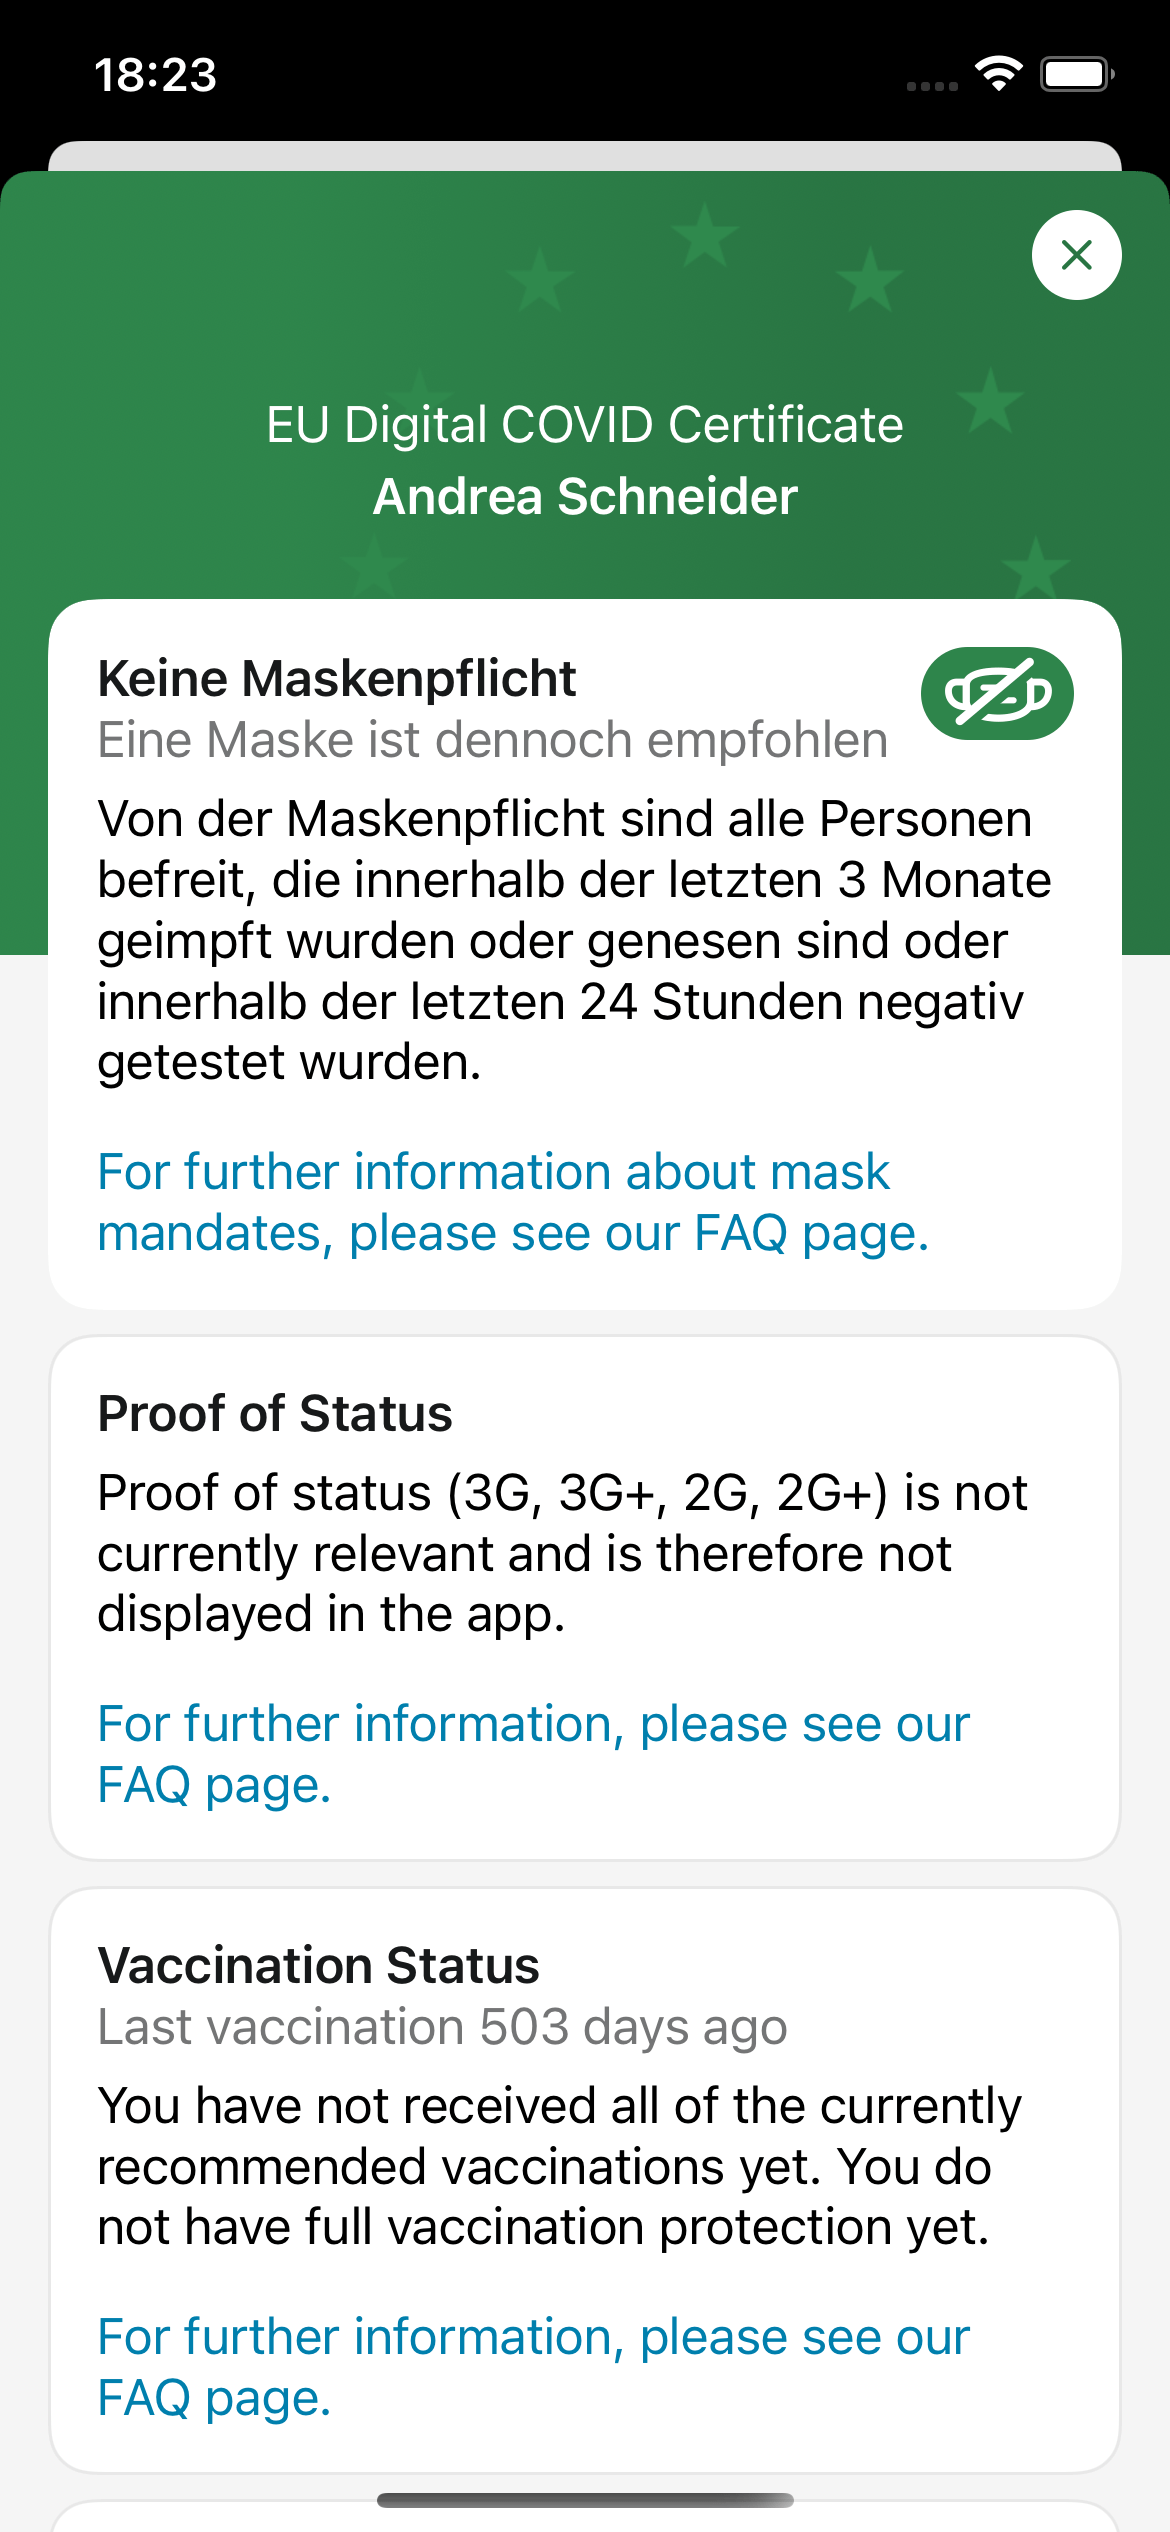 18:23
EU Digital COVID Certificate
Andrea Schneider
Keine Maskenpflicht
Eine Maske ist dennoch empfohlen
Von der Maskenpflicht sind alle Personen
befreit, die innerhalb der letzten 3 Monate
geimpft wurden oder genesen sind oder
innerhalb der letzten 24 Stunden negativ
getestet wurden.
For further information about mask
mandates, please see our FAQ page.
Proof of Status
Proof of status (3G, 3G+, 2G, 2G+) is not
currently relevant and is therefore not
displayed in the app.
For further information, please see our
FAQ page.
Vaccination Status
Last vaccination 503 days ago
You have not received all of the currently
recommended vaccinations yet. You do
not have full vaccination protection yet.
For further information, please see our
FAQ page.